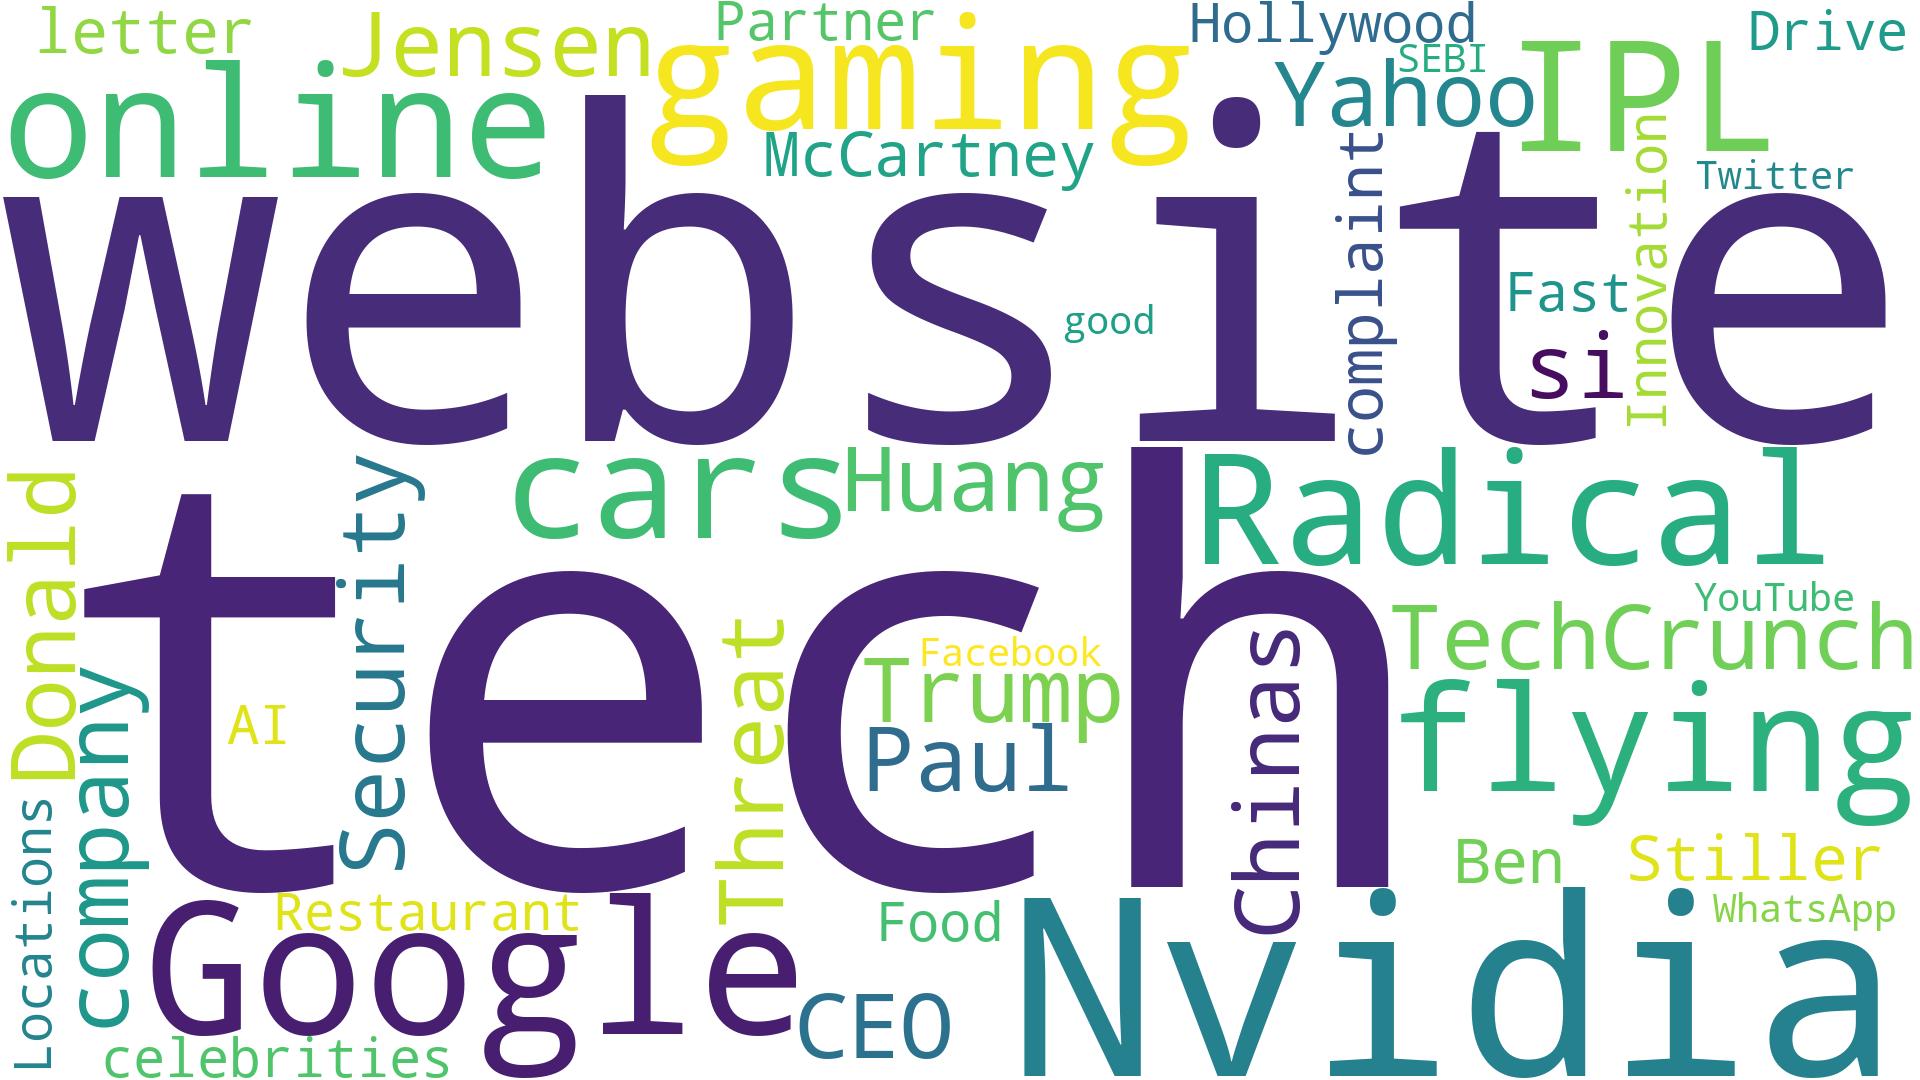 letter
Jensen
Partner
gaming
Hollywood
SEBI
Drive
online
McCartney
Yahoo
IPL
Twitter
website
complaint
Innovation
good
Fast
si
Donald
Security
cars
Huang
Radical
tech
YouTube
TechCrunch
Facebook
Trump
Threat
Chinas
company
AI
Paul
flying
Locations
Ben
Stiller
Restaurant
Food
WhatsApp
Google
Nvidia
CEO
celebrities